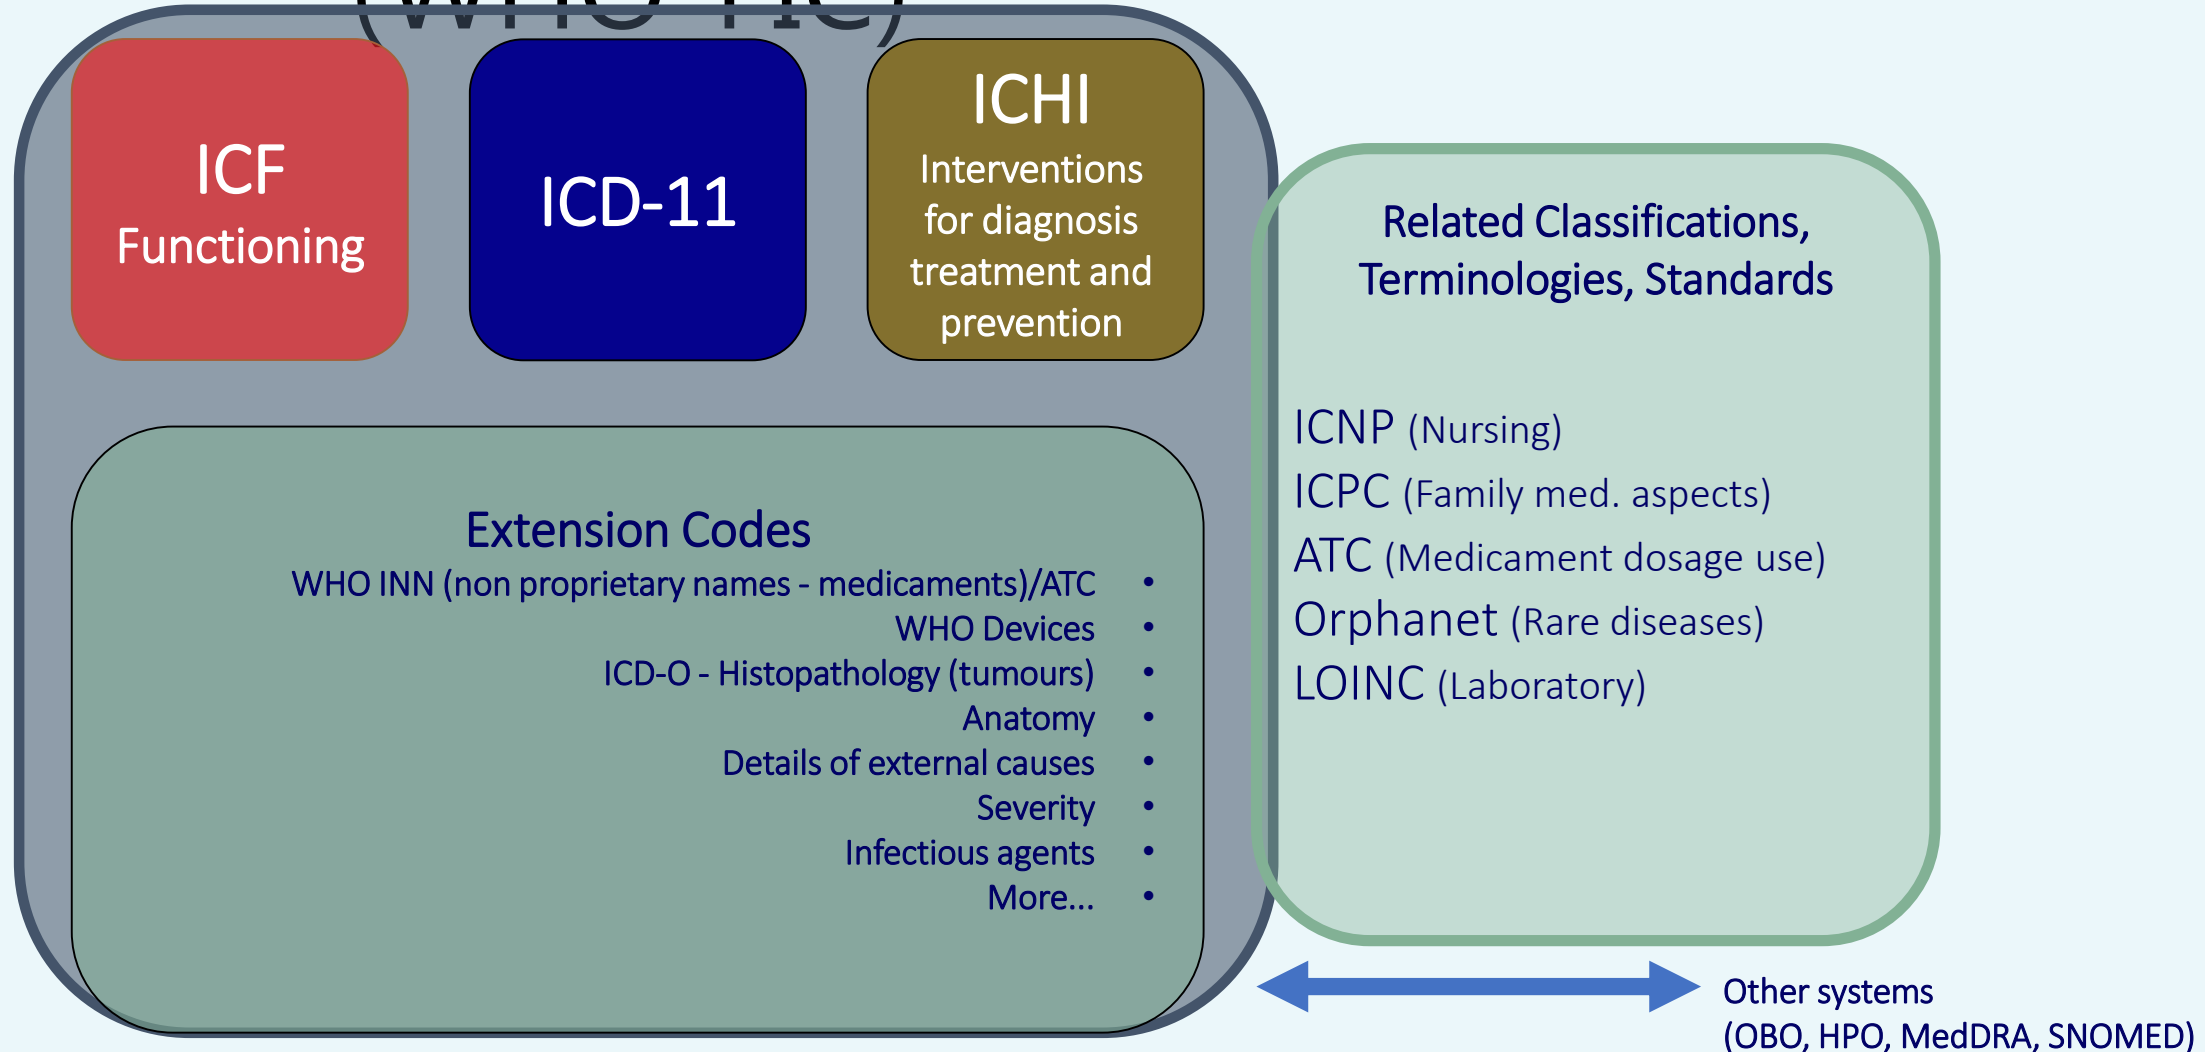 (WHO-FIC)
ICF
Functioning
ICD-11
ICHI
Interventions
for diagnosis
treatment and
prevention
Extension Codes
WHO INN (non proprietary names - medicaments)/ATC •
WHO Devices •
ICD-O - Histopathology (tumours) •
Anatomy •
Details of external causes •
Severity •
Infectious agents •
More... •
Related Classifications,
Terminologies, Standards
ICNP (Nursing)
ICPC (Family med. aspects)
ATC (Medicament dosage use)
Orphanet (Rare diseases)
LOINC (Laboratory)
Other systems
(OBO, HPO, MedDRA, SNOMED)